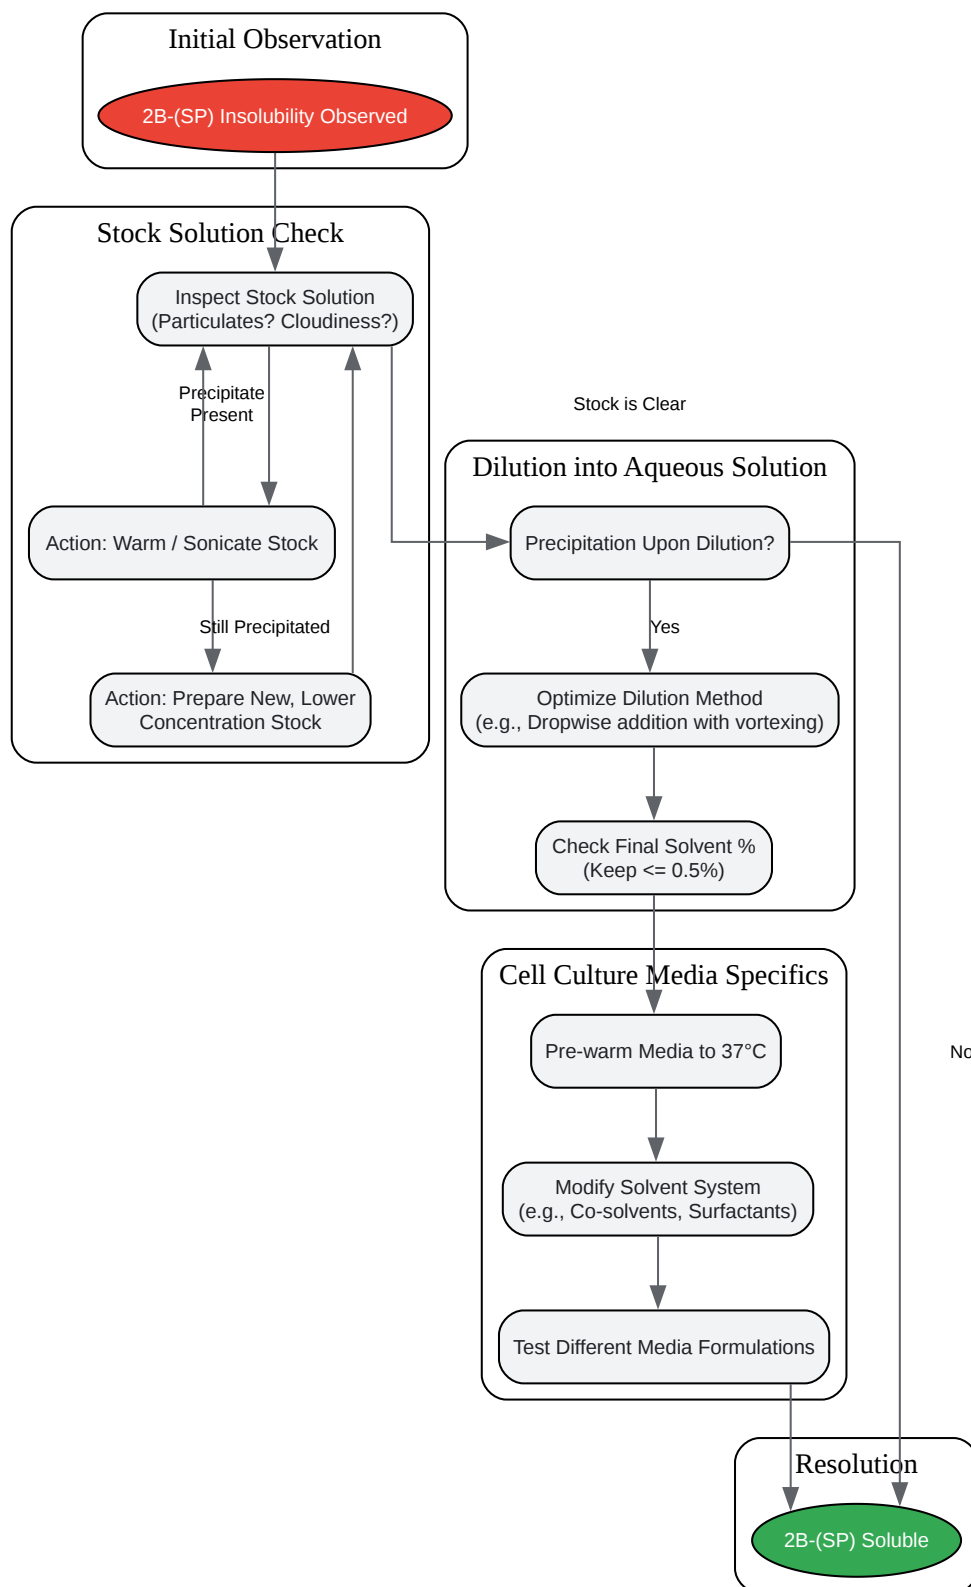 Initial Observation
2B-(SP) Insolubility Observed
Stock Solution Check
Inspect Stock Solution
(Particulates? Cloudiness?)
Precipitate
Present
Stock is Clear
Action: Warm / Sonicate Stock
Still Precipitated
Action: Prepare New, Lower
Concentration Stock
Dilution into Aqueous Solution
Precipitation Upon Dilution?
Yes
Optimize Dilution Method
(e.g., Dropwise addition with vortexing)
Check Final Solvent %
(Keep <= 0.5%)
Cell Culture Media Specifics
Pre-warm Media to 37°C
No
Modify Solvent System
(e.g., Co-solvents, Surfactants)
Test Different Media Formulations
Resolution
2B-(SP) Soluble